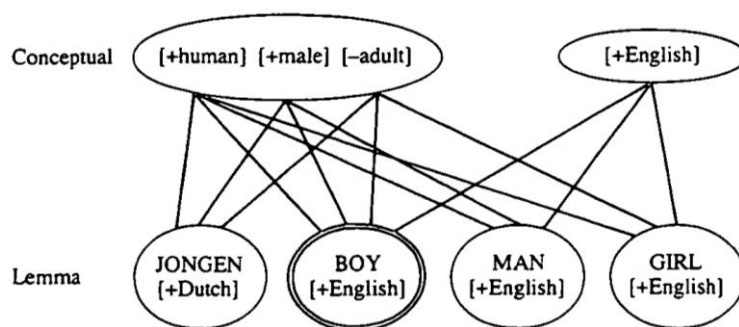 Conceptual [+human] [+male] [–adult] [+English]
JONGEN BOY MAN GIRL
Lemma [+Dutch] [+English] [+English] [+English]